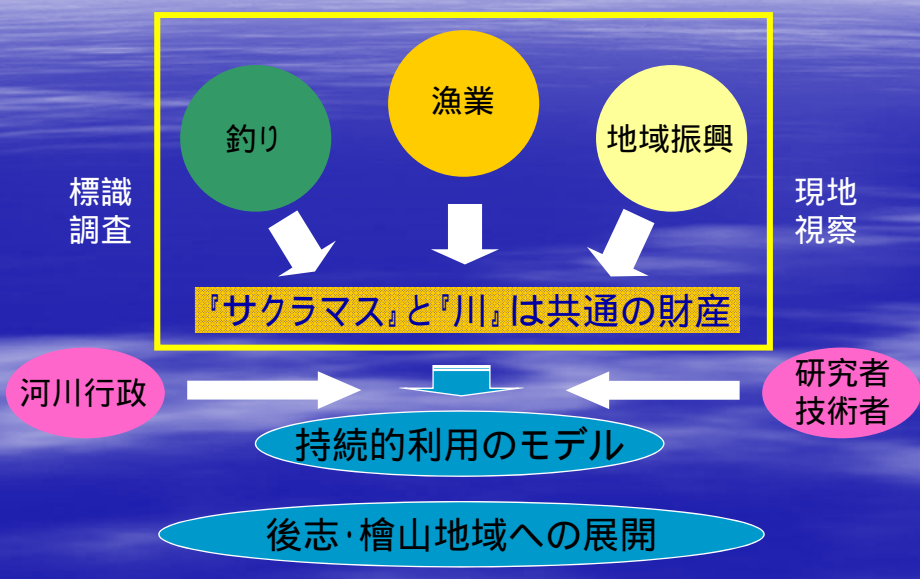 漁業
釣り
地域振興
標識
調査
現地
視察
『サクラマス』と『川』は共通の財産
河川行政
研究者
技術者
持続的利用のモデル
後志･檜山地域への展開